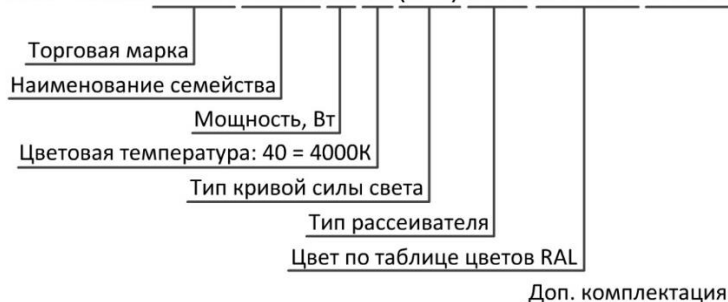 Торговая марка
Наименование семейства
Мощность, Вт
Цветовая температура: 40 = 4000К
Тип кривой силы света
Тип рассеивателя
Цвет по таблице цветов RAL
Доп. комплектация